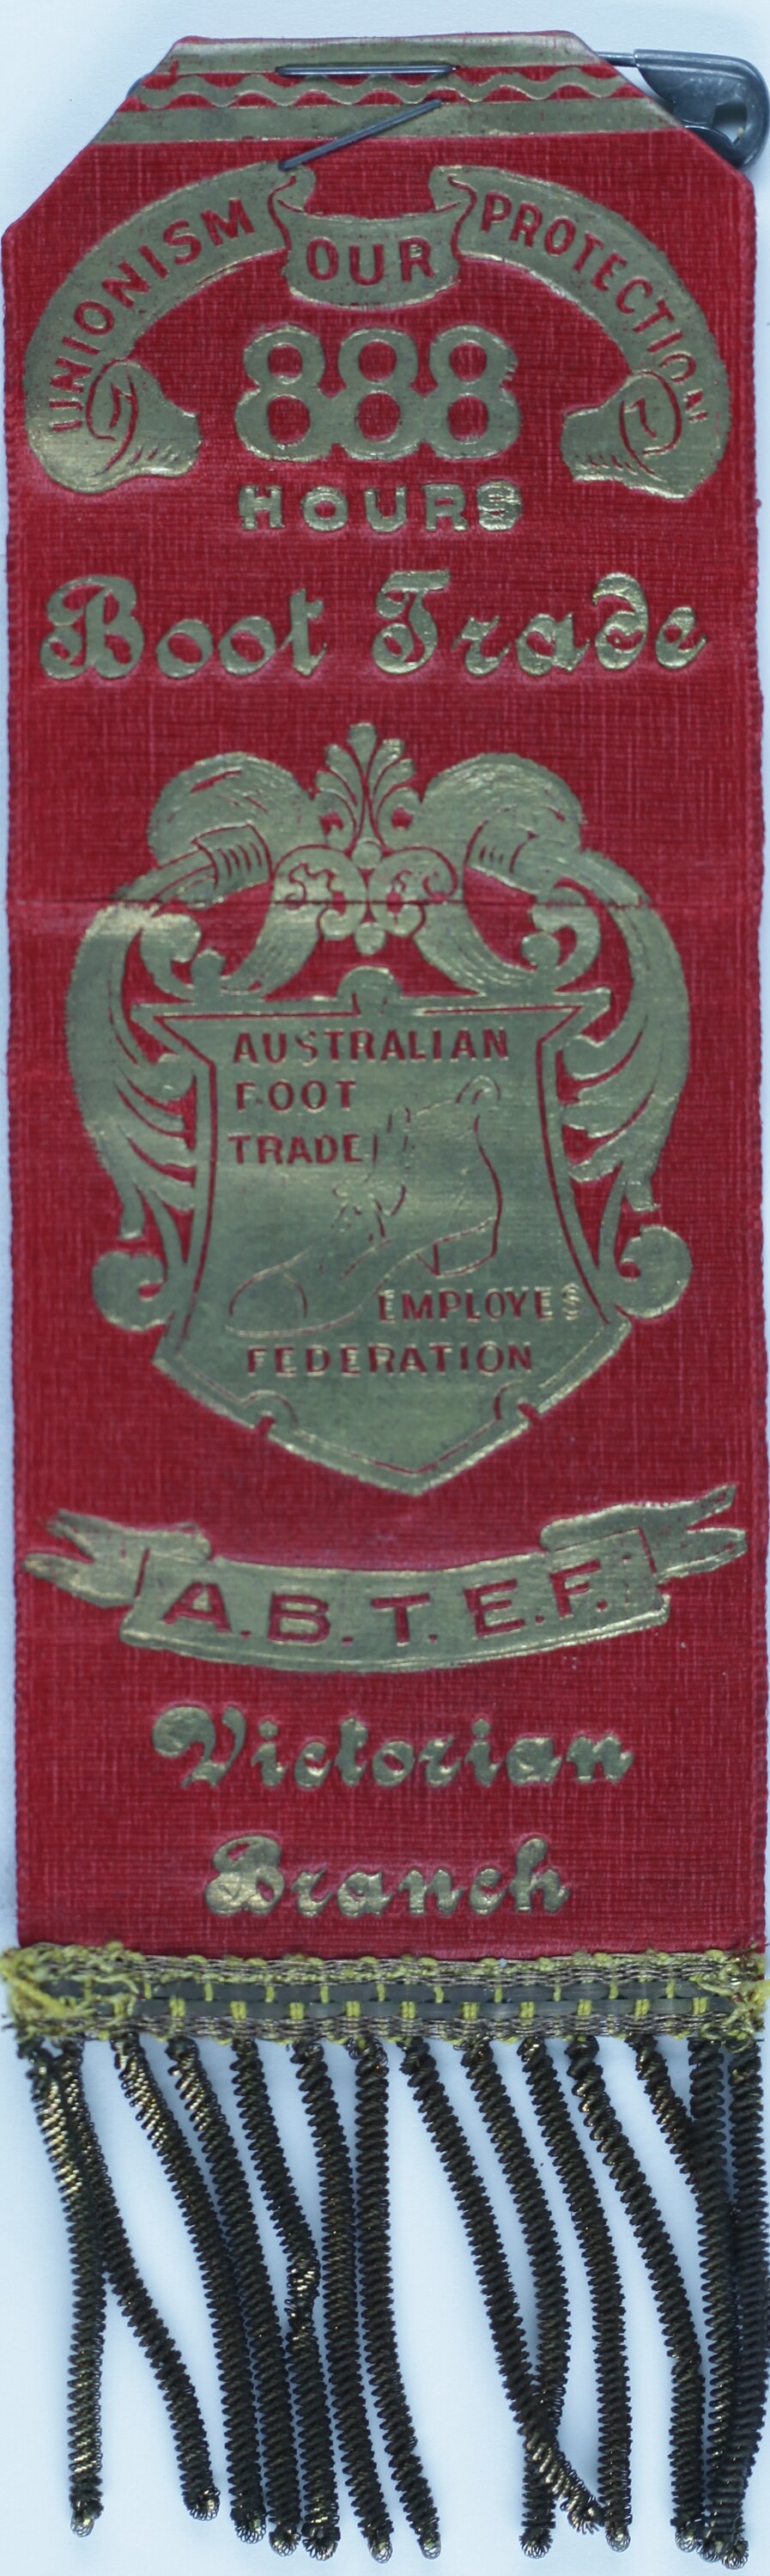 UNIONISM OUR PROTECTION
888
HOURS
Boot Trade
AUSTRALIAN
BOOT
TRADE
EMPLOYES
FEDERATION
A.B.T.E.F.
Victorian
Branch